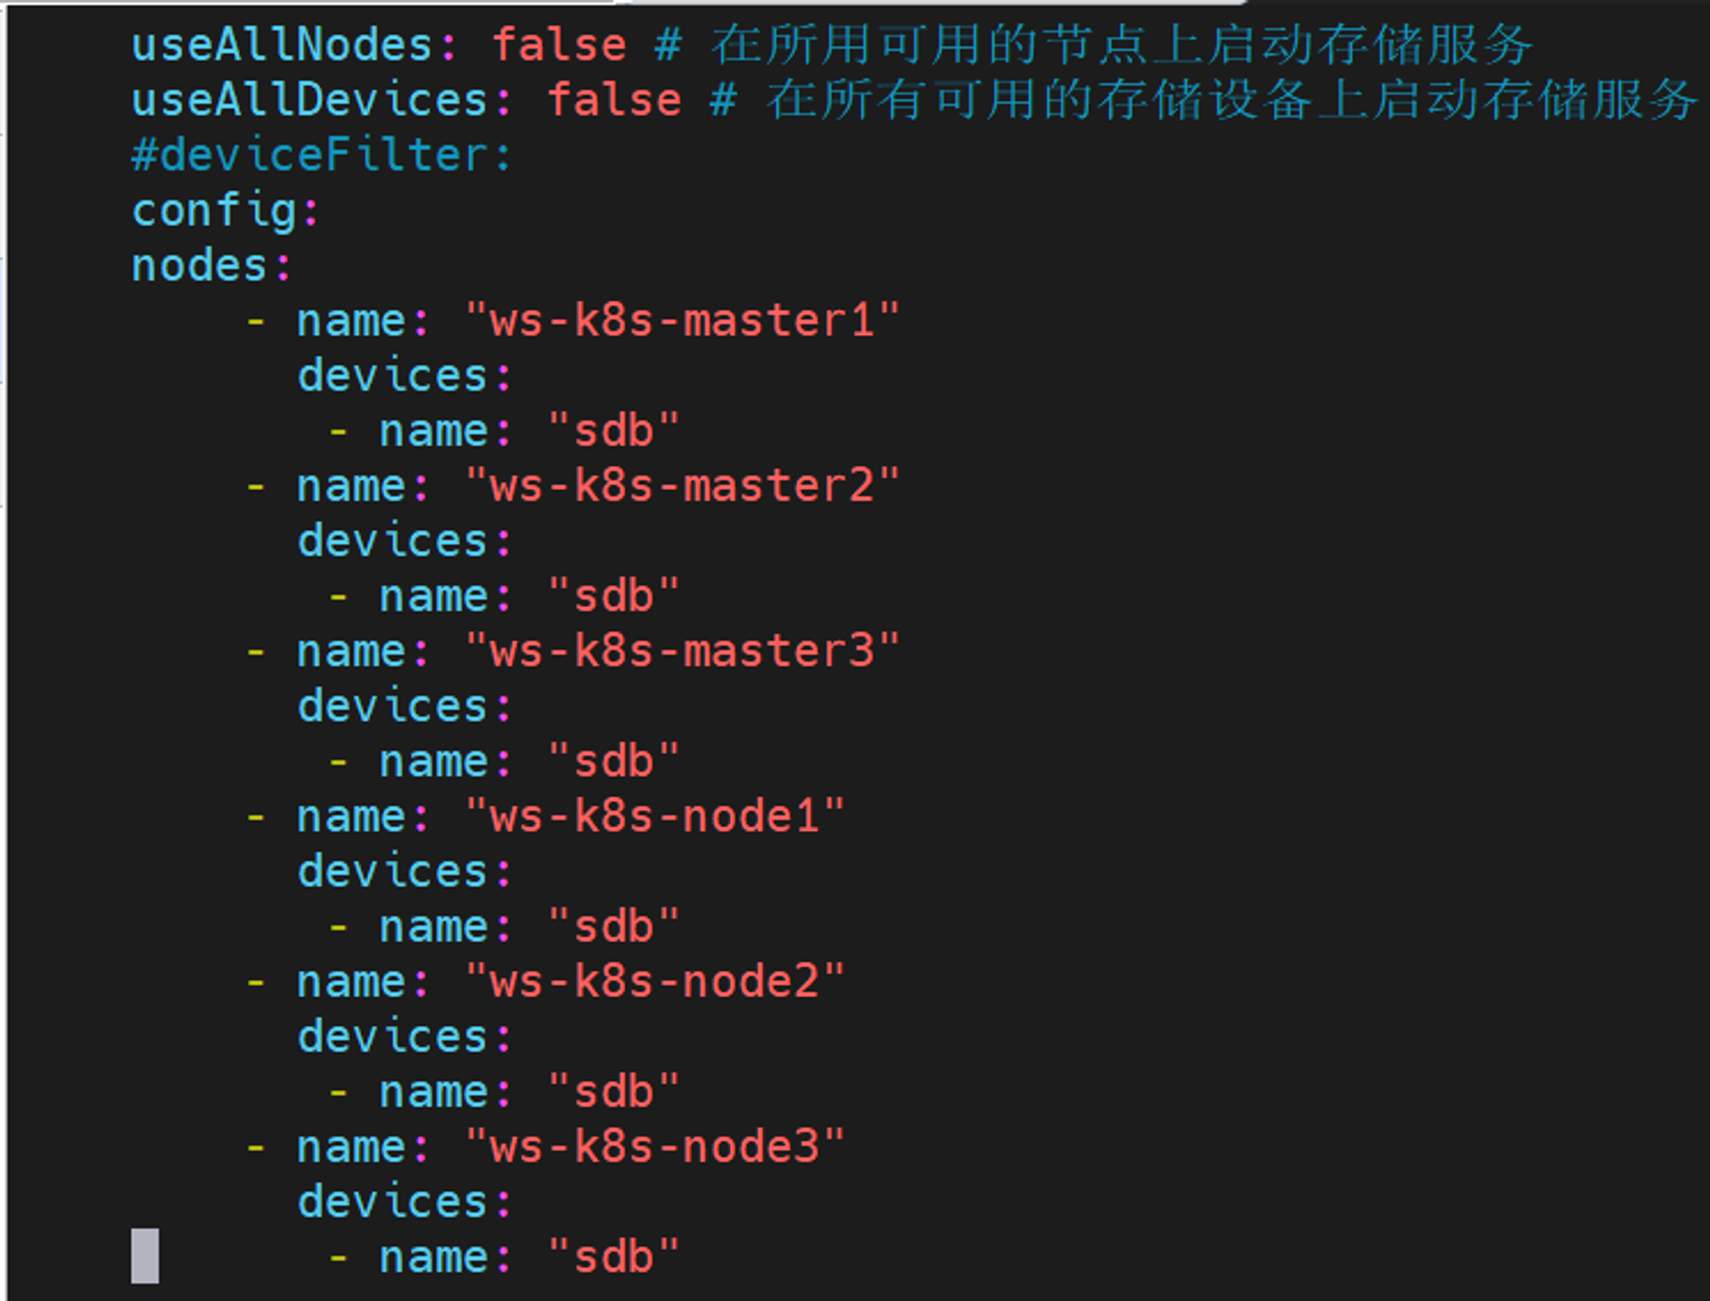 useAllNodes: false # 在所用可用的节点上启动存储服务
useAllDevices: false # 在所有可用的存储设备上启动存储服务
#deviceFilter:
config:
nodes:
- name: "ws-k8s-master1"
devices:
- name: "sdb"
- name: "ws-k8s-master2"
devices:
- name: "sdb"
- name: "ws-k8s-master3"
devices:
- name: "sdb"
- name: "ws-k8s-node1"
devices:
- name: "sdb"
- name: "ws-k8s-node2"
devices:
- name: "sdb"
- name: "ws-k8s-node3"
devices:
- name: "sdb"